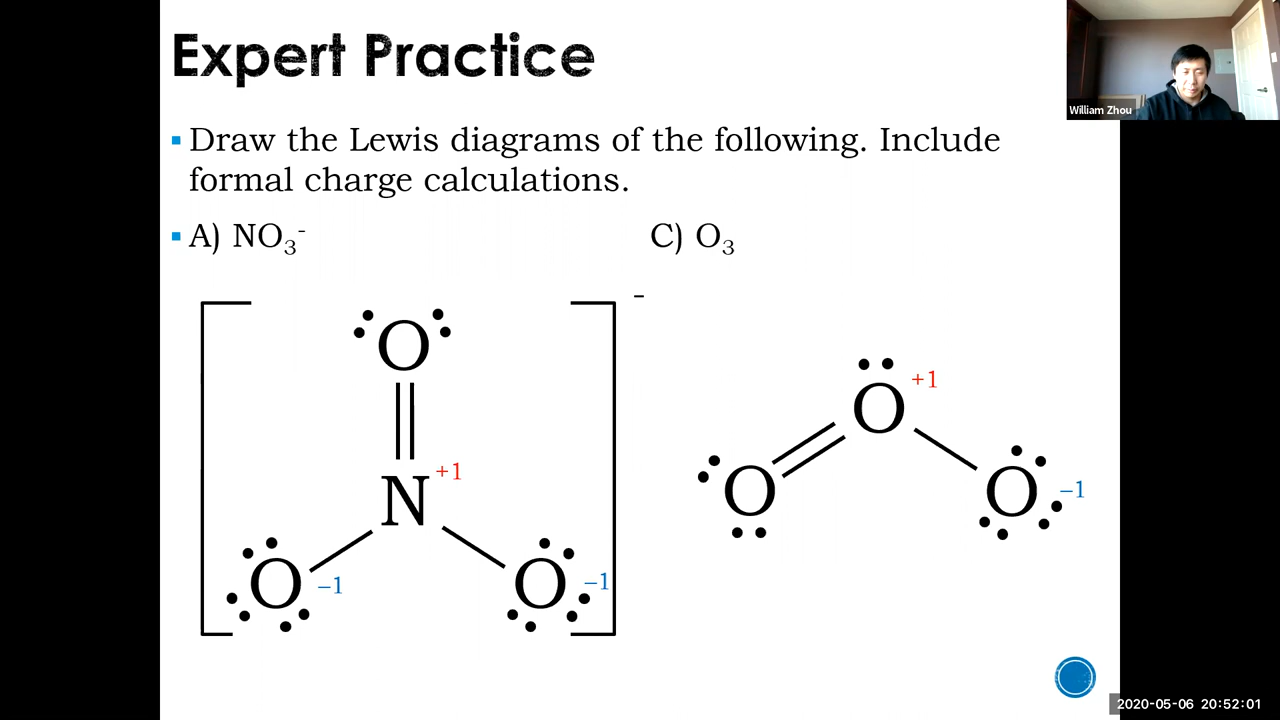 Expert Practice
William Zhou
Draw the Lewis diagrams of the following. Include
formal charge calculations.
A) NO₃⁻ C) O₃
−
O
O +1
N +1
O O −1
O −1 O −1
2020-05-06 20:52:01